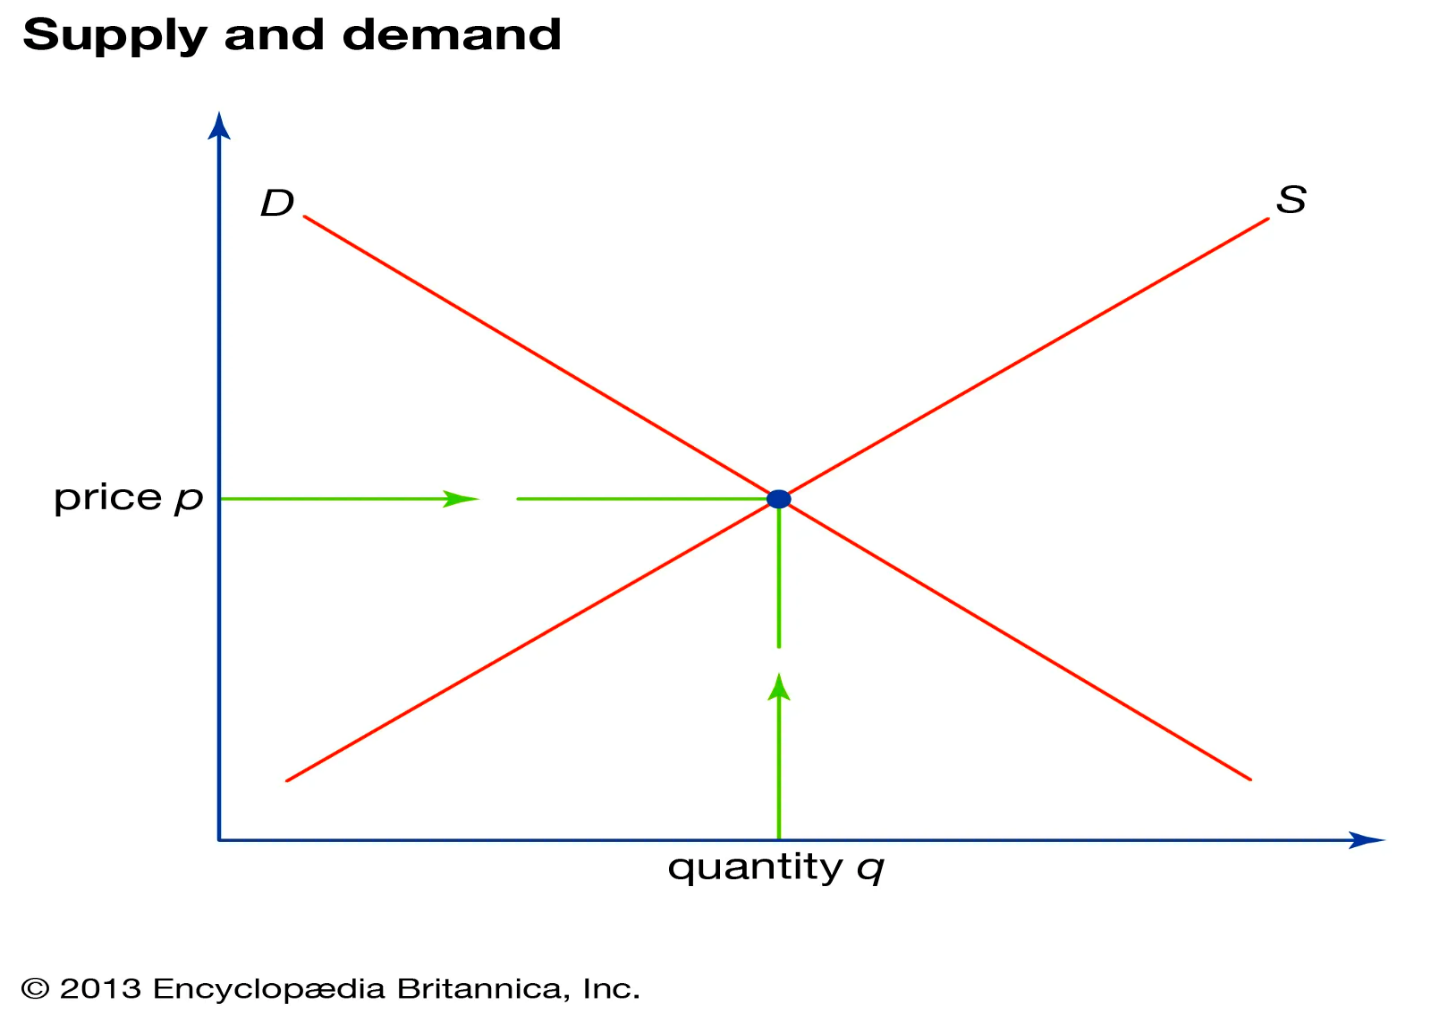 Supply and demand
D
S
price p
quantity q
© 2013 Encyclopædia Britannica, Inc.